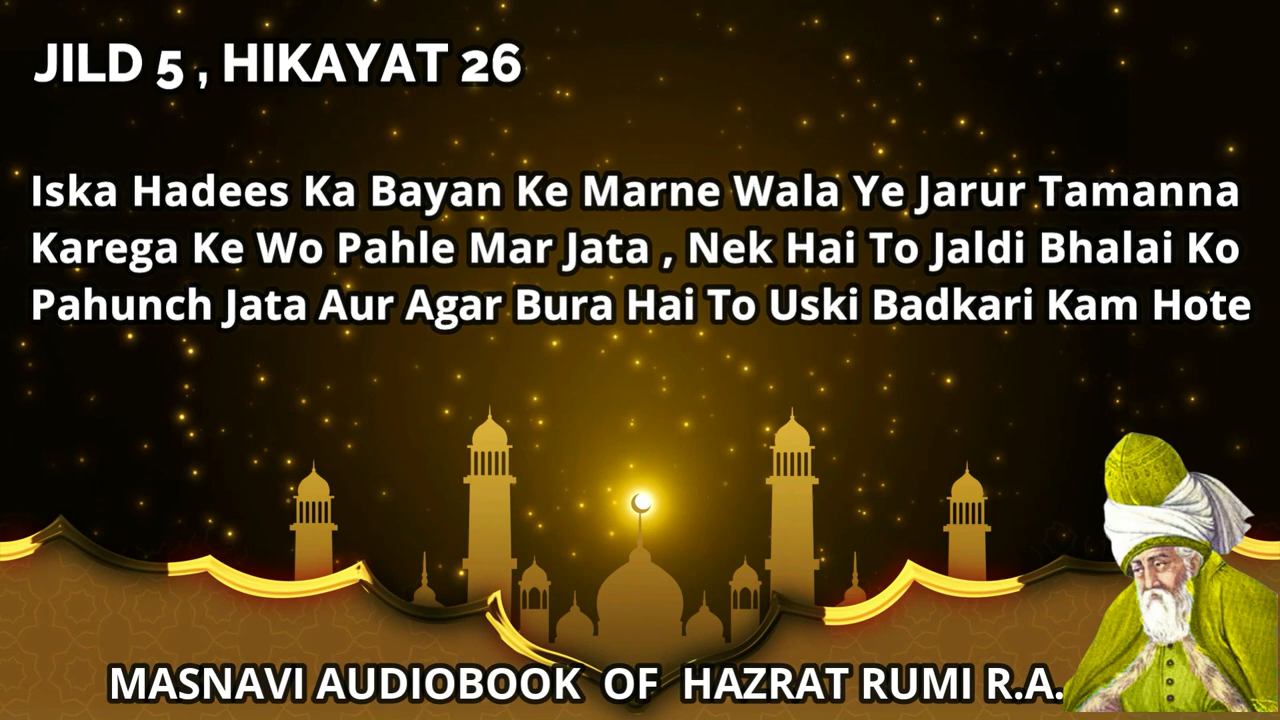 JILD 5 , HIKAYAT 26
Iska Hadees Ka Bayan Ke Marne Wala Ye Jarur Tamanna
Karega Ke Wo Pahle Mar Jata , Nek Hai To Jaldi Bhalai Ko
Pahunch Jata Aur Agar Bura Hai To Uski Badkari Kam Hote
MASNAVI AUDIOBOOK OF HAZRAT RUMI R.A.